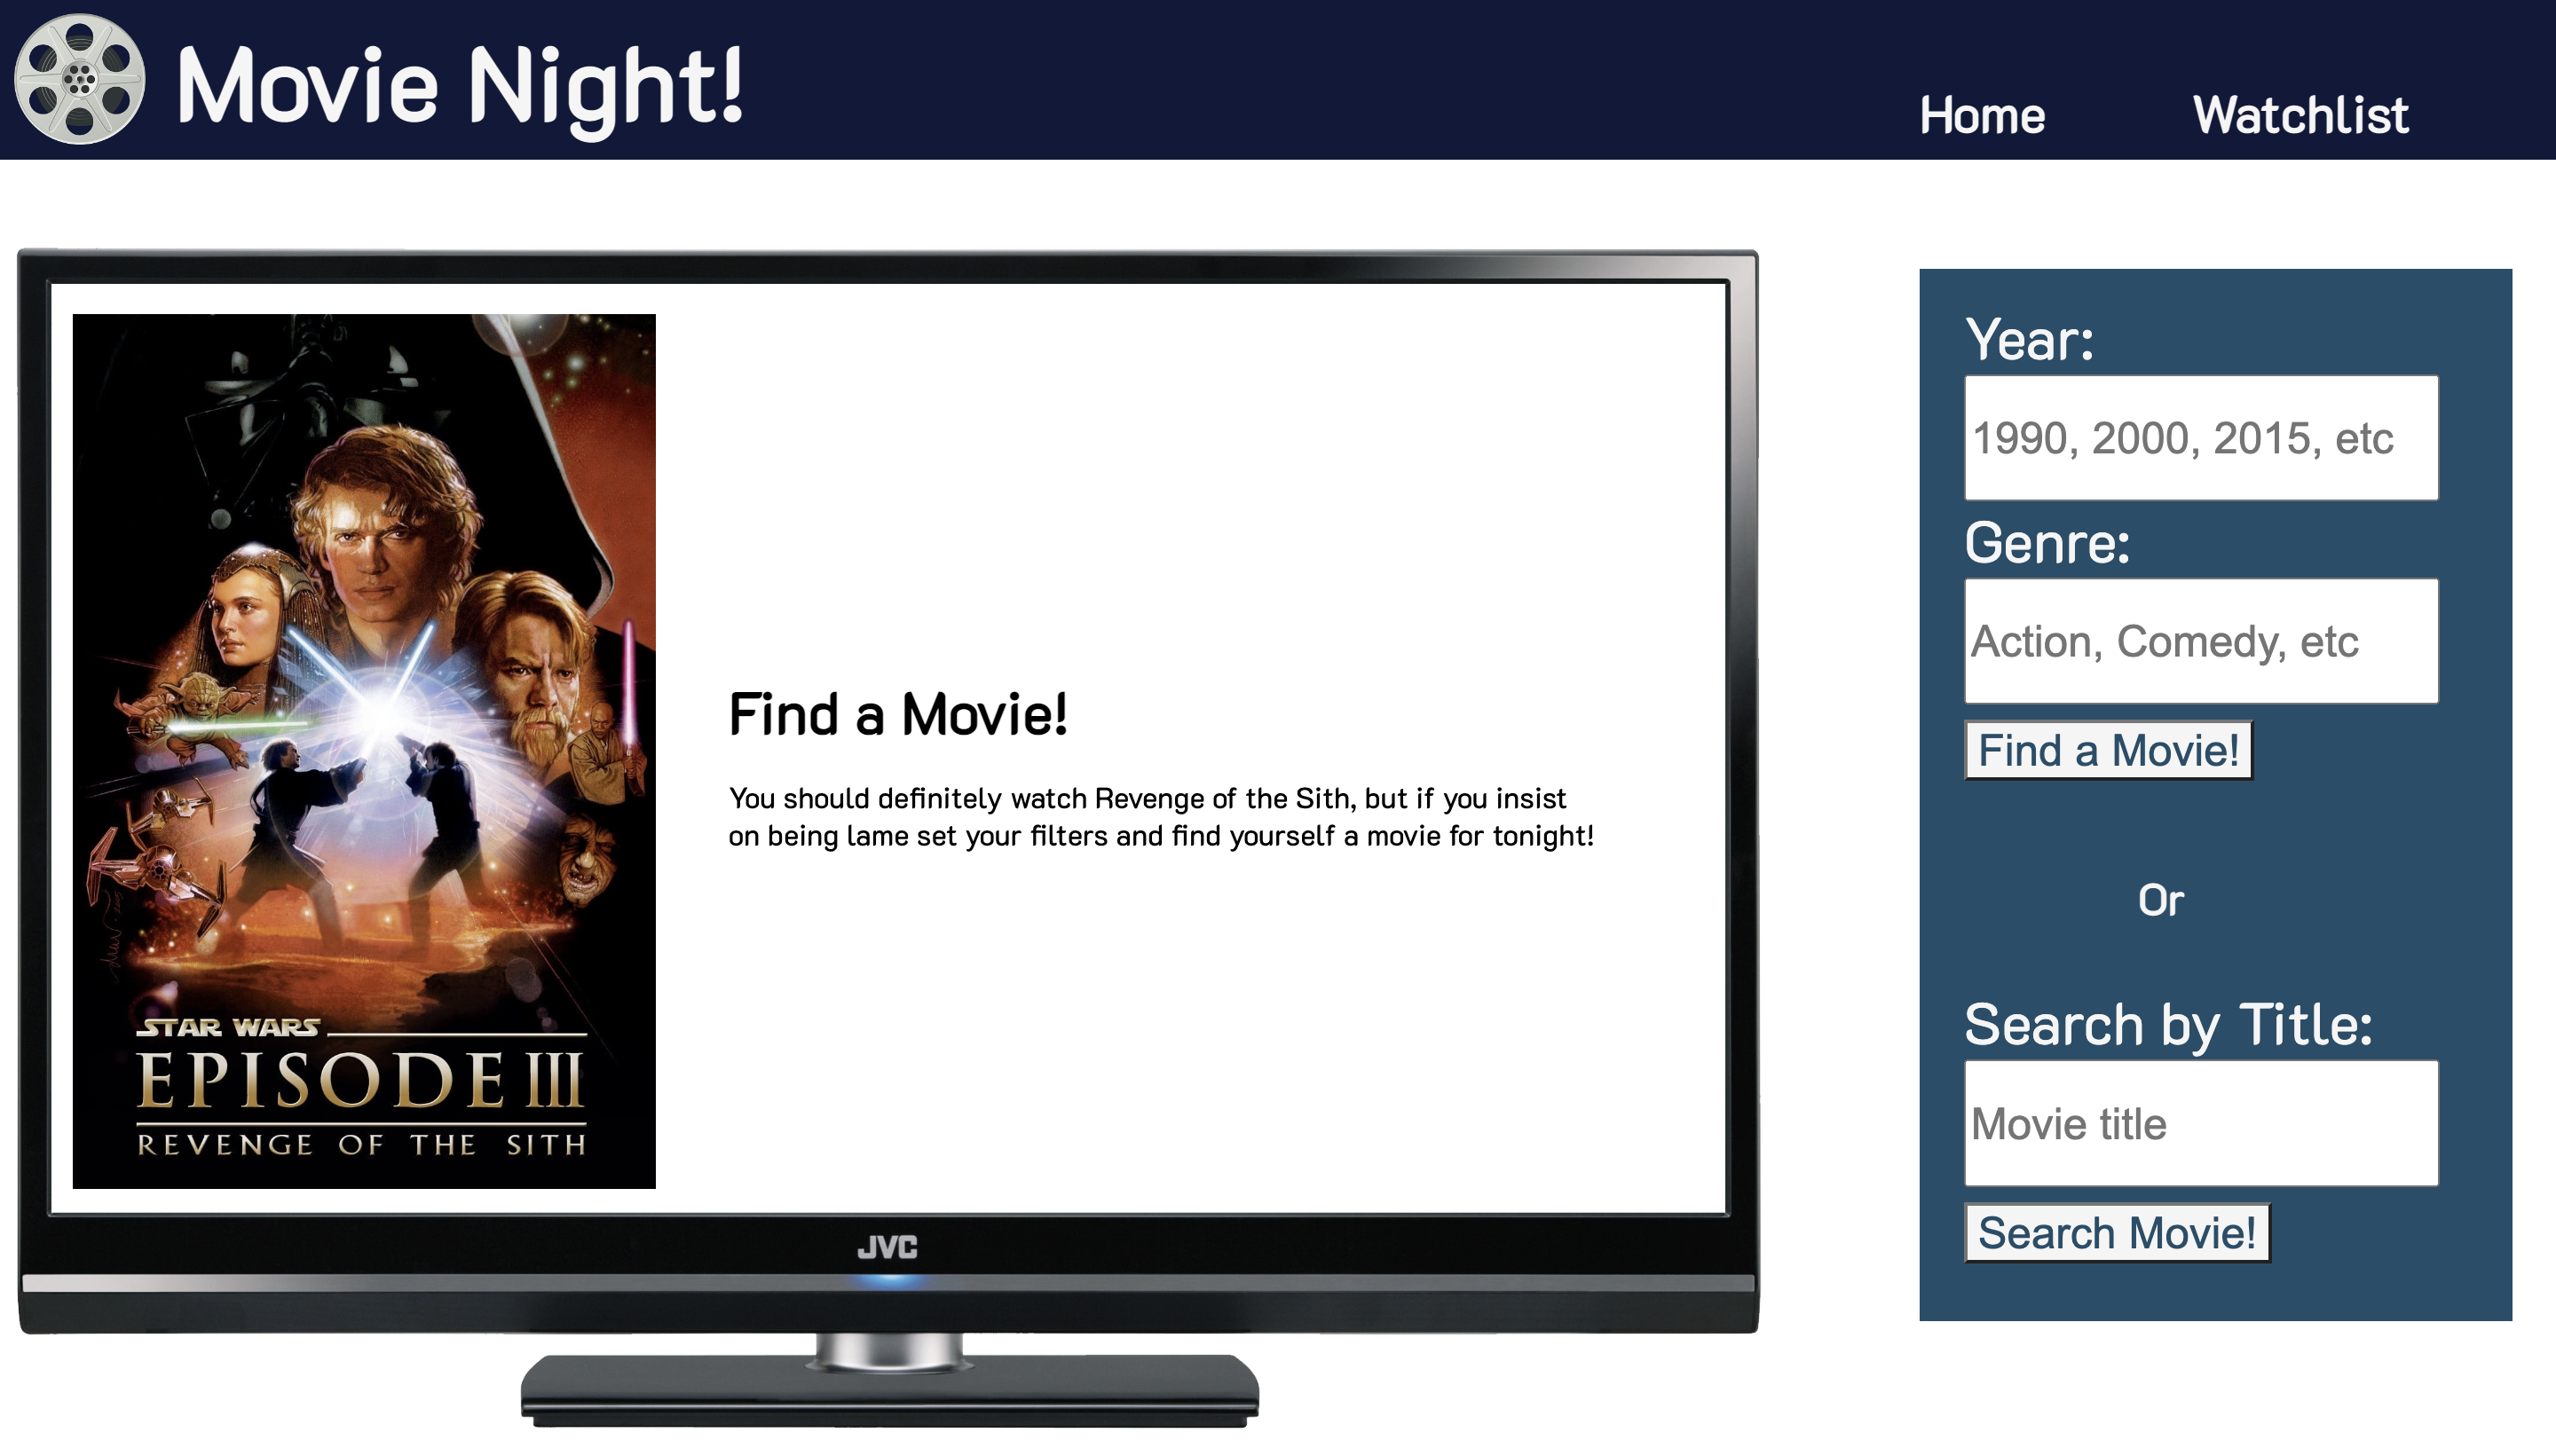 Movie Night!
Home
Watchlist
STAR WARS
EPISODE III
REVENGE OF THE SITH
Find a Movie!
You should definitely watch Revenge of the Sith, but if you insist
on being lame set your filters and find yourself a movie for tonight!
JVC
Year:
1990, 2000, 2015, etc
Genre:
Action, Comedy, etc
Find a Movie!
Or
Search by Title:
Movie title
Search Movie!